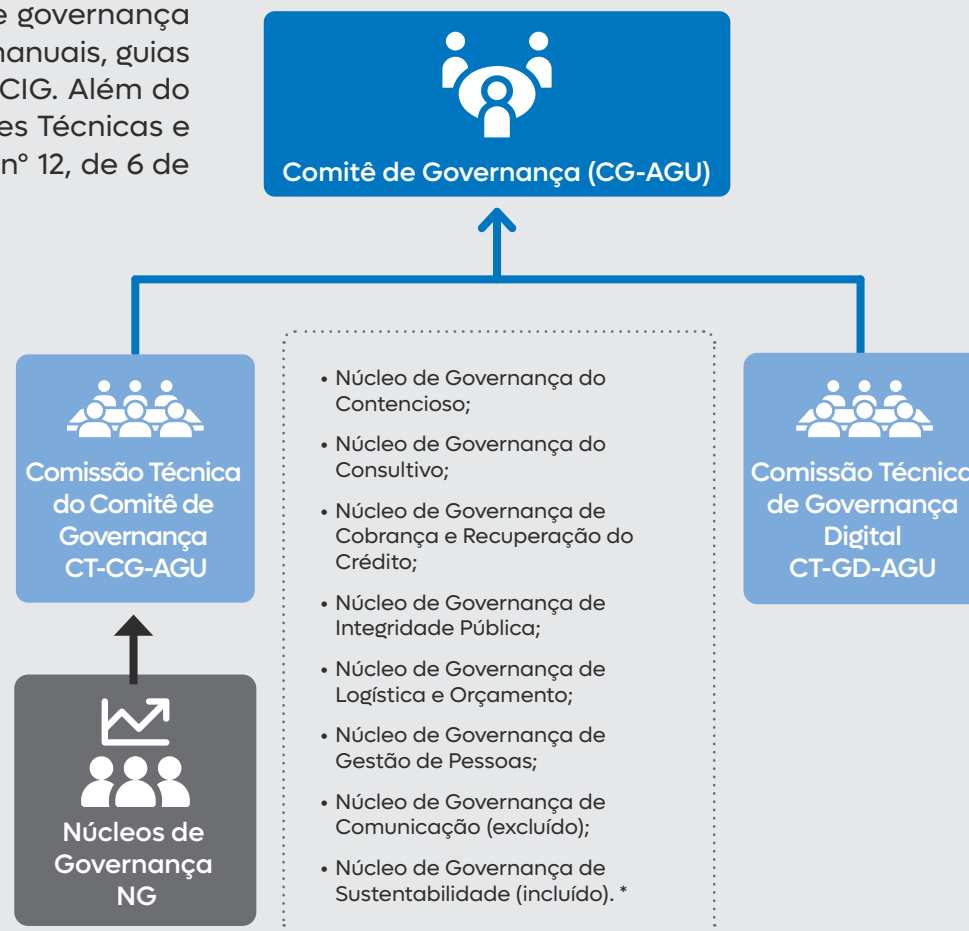 e governança
nanuais, guias
CIG. Além do
es Técnicas e
n° 12, de 6 de
Comitê de Governança (CG-AGU)
Comissão Técnica
do Comitê de
Governança
CT-CG-AGU
Núcleos de
Governança
NG
• Núcleo de Governança do
Contencioso;
• Núcleo de Governança do
Consultivo;
• Núcleo de Governança de
Cobrança e Recuperação do
Crédito;
• Núcleo de Governança de
Integridade Pública;
• Núcleo de Governança de
Logística e Orçamento;
• Núcleo de Governança de
Gestão de Pessoas;
• Núcleo de Governança de
Comunicação (excluído);
• Núcleo de Governança de
Sustentabilidade (incluído). *
Comissão Técnica
de Governança
Digital
CT-GD-AGU